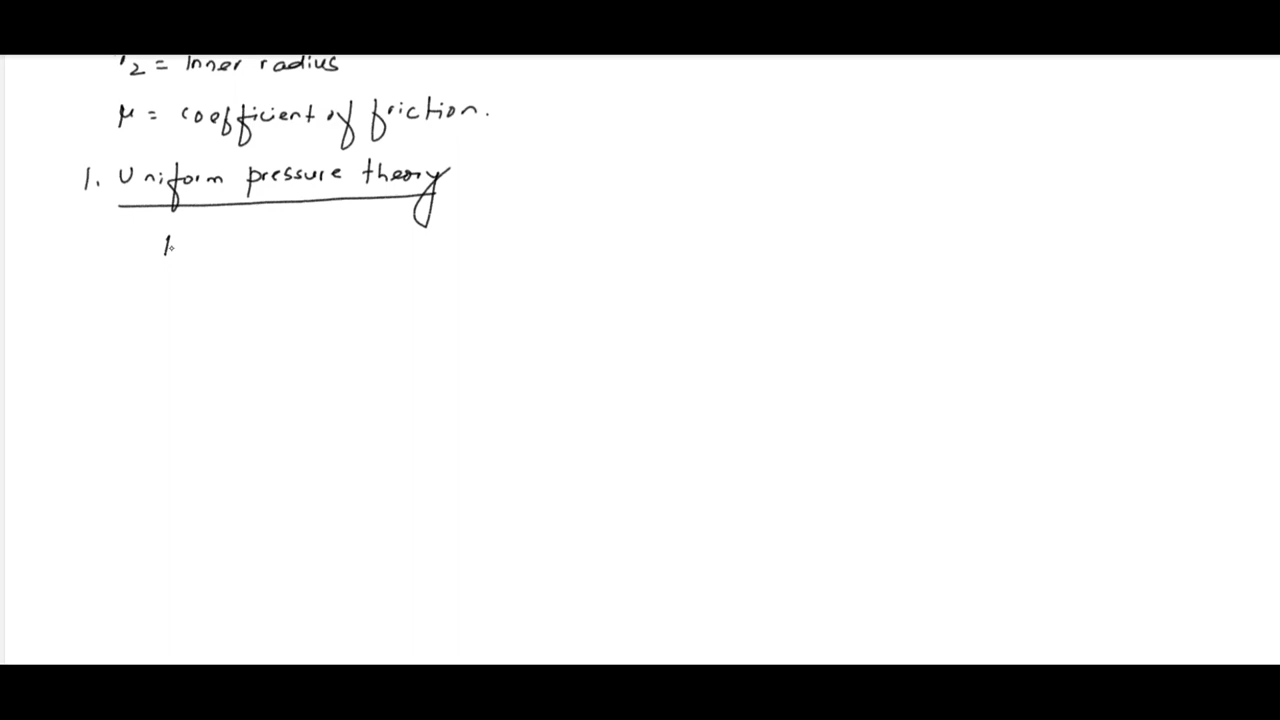 r2 = Inner radius
μ = coefficient of friction.
1. Uniform pressure theory